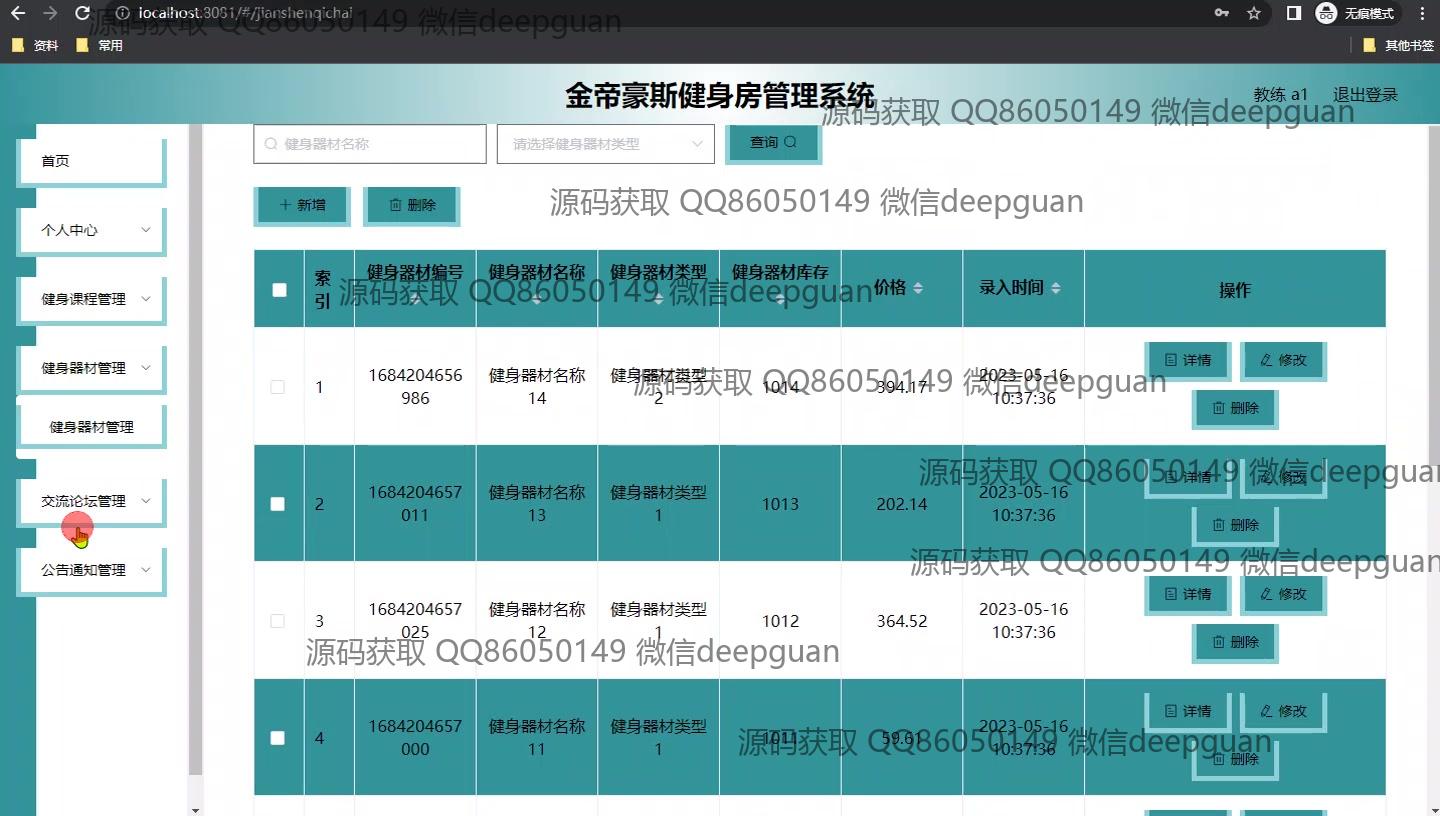 localhost:8081/#/jianshenqichai
无痕模式
源码获取 QQ86050149 微信deepguan
资料 常用 其他书签
金帝豪斯健身房管理系统
教练 a1 退出登录
源码获取 QQ86050149 微信deepguan
首页
个人中心
健身课程管理
健身器材管理
健身器材管理
交流论坛管理
公告通知管理
健身器材名称 请选择健身器材类型 查询
新增 删除
源码获取 QQ86050149 微信deepguan
索引 健身器材编号 健身器材名称 健身器材类型 健身器材库存 价格 录入时间 操作
源码获取 QQ86050149 微信deepguan
1 1684204656986 健身器材名称14 健身器材类型2 1014 394.17 2023-05-16 10:37:36 详情 修改 删除
源码获取 QQ86050149 微信deepguan
2 1684204657011 健身器材名称13 健身器材类型1 1013 202.14 2023-05-16 10:37:36 详情 修改 删除
源码获取 QQ86050149 微信deepguan
源码获取 QQ86050149 微信deepguan
3 1684204657025 健身器材名称12 健身器材类型1 1012 364.52 2023-05-16 10:37:36 详情 修改 删除
源码获取 QQ86050149 微信deepguan
4 1684204657000 健身器材名称11 健身器材类型1 1011 59.61 2023-05-16 10:37:36 详情 修改 删除
源码获取 QQ86050149 微信deepguan